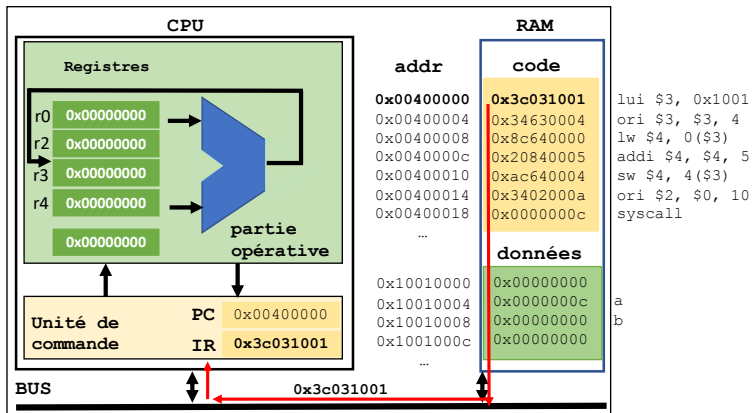 CPU
RAM
Registres
addr
code
r0 0x00000000
r2 0x00000000
r3 0x00000000
r4 0x00000000
0x00000000
partie
opérative
0x00400000 0x3c031001 lui $3, 0x1001
0x00400004 0x34630004 ori $3, $3, 4
0x00400008 0x8c640000 lw $4, 0($3)
0x0040000c 0x20840005 addi $4, $4, 5
0x00400010 0xac640004 sw $4, 4($3)
0x00400014 0x3402000a ori $2, $0, 10
0x00400018 0x0000000c syscall
…
données
0x10010000 0x00000000
0x10010004 0x0000000c a
0x10010008 0x00000000 b
0x1001000c 0x00000000
…
Unité de
commande
PC 0x00400000
IR 0x3c031001
BUS
0x3c031001